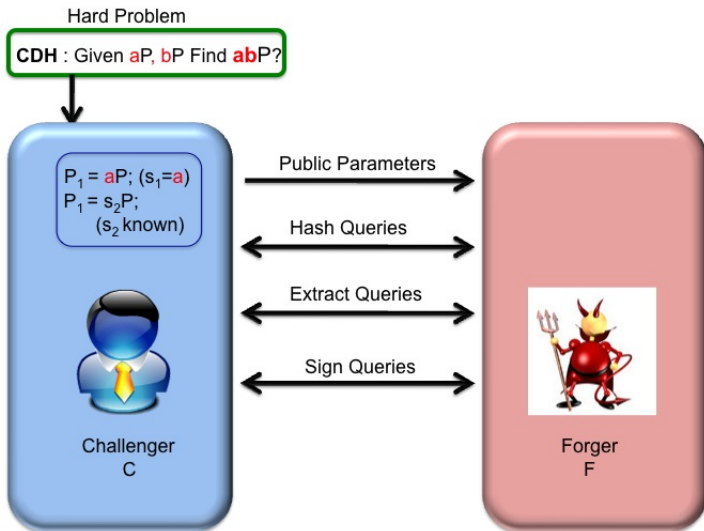 Hard Problem
CDH : Given aP, bP Find abP?
P₁ = aP; (s₁=a)
P₁ = s₂P;
(s₂ known)
Public Parameters
Hash Queries
Extract Queries
Sign Queries
Challenger
C
Forger
F